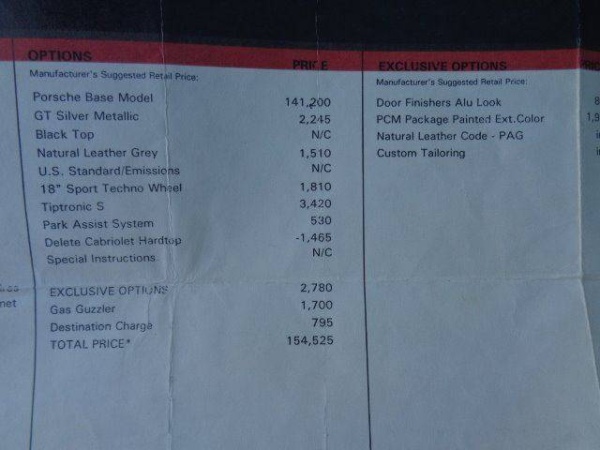 OPTIONS PRICE
Manufacturer's Suggested Retail Price:
Porsche Base Model 141,200
GT Silver Metallic 2,245
Black Top N/C
Natural Leather Grey 1,510
U.S. Standard/Emissions N/C
18" Sport Techno Wheel 1,810
Tiptronic S 3,420
Park Assist System 530
Delete Cabriolet Hardtop -1,465
Special Instructions N/C
EXCLUSIVE OPTIONS 2,780
net
Gas Guzzler 1,700
Destination Charge 795
TOTAL PRICE* 154,525
EXCLUSIVE OPTIONS
Manufacturer's Suggested Retail Price:
Door Finishers Alu Look 8
PCM Package Painted Ext.Color 1,9
Natural Leather Code - PAG
Custom Tailoring